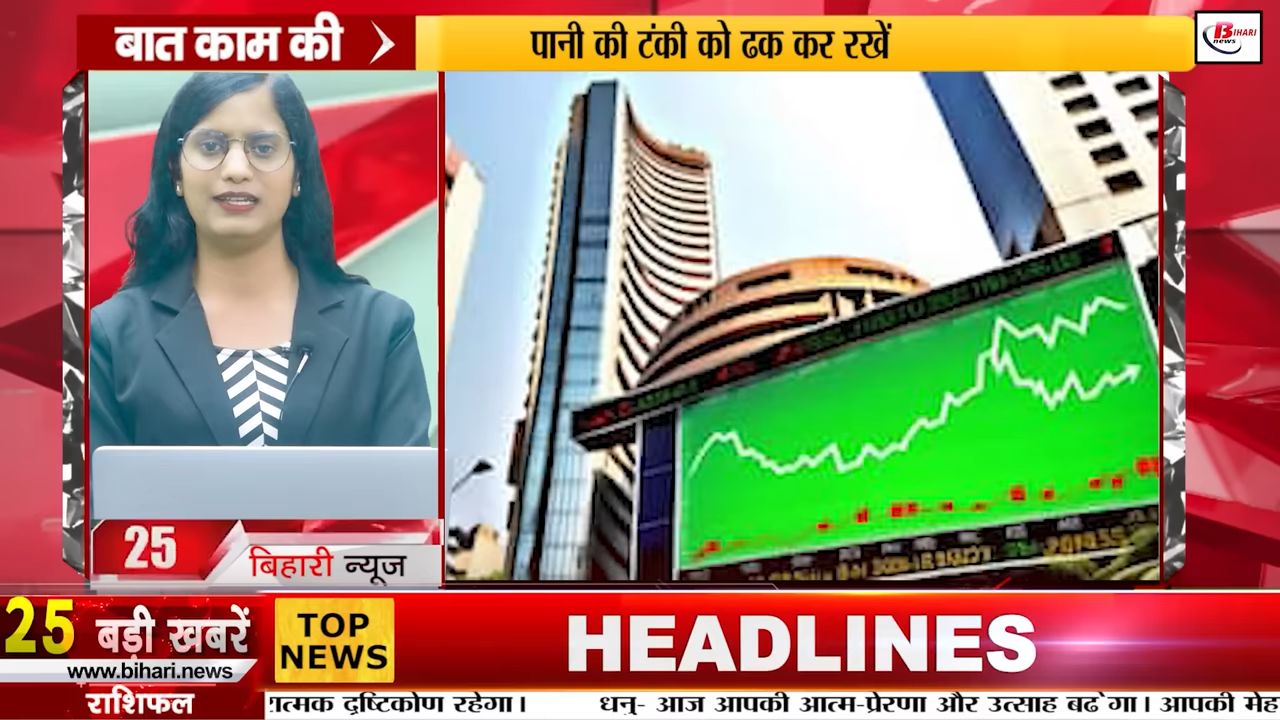 बात काम की
पानी की टंकी को ढक कर रखें
BIHARI
news
25
बिहारी न्यूज
25 बड़ी खबरें
www.bihari.news
TOP
NEWS
HEADLINES
राशिफल
त्मक दृष्टिकोण रहेगा। धनु- आज आपकी आत्म-प्रेरणा और उत्साह बढ़ेगा। आपकी मेह